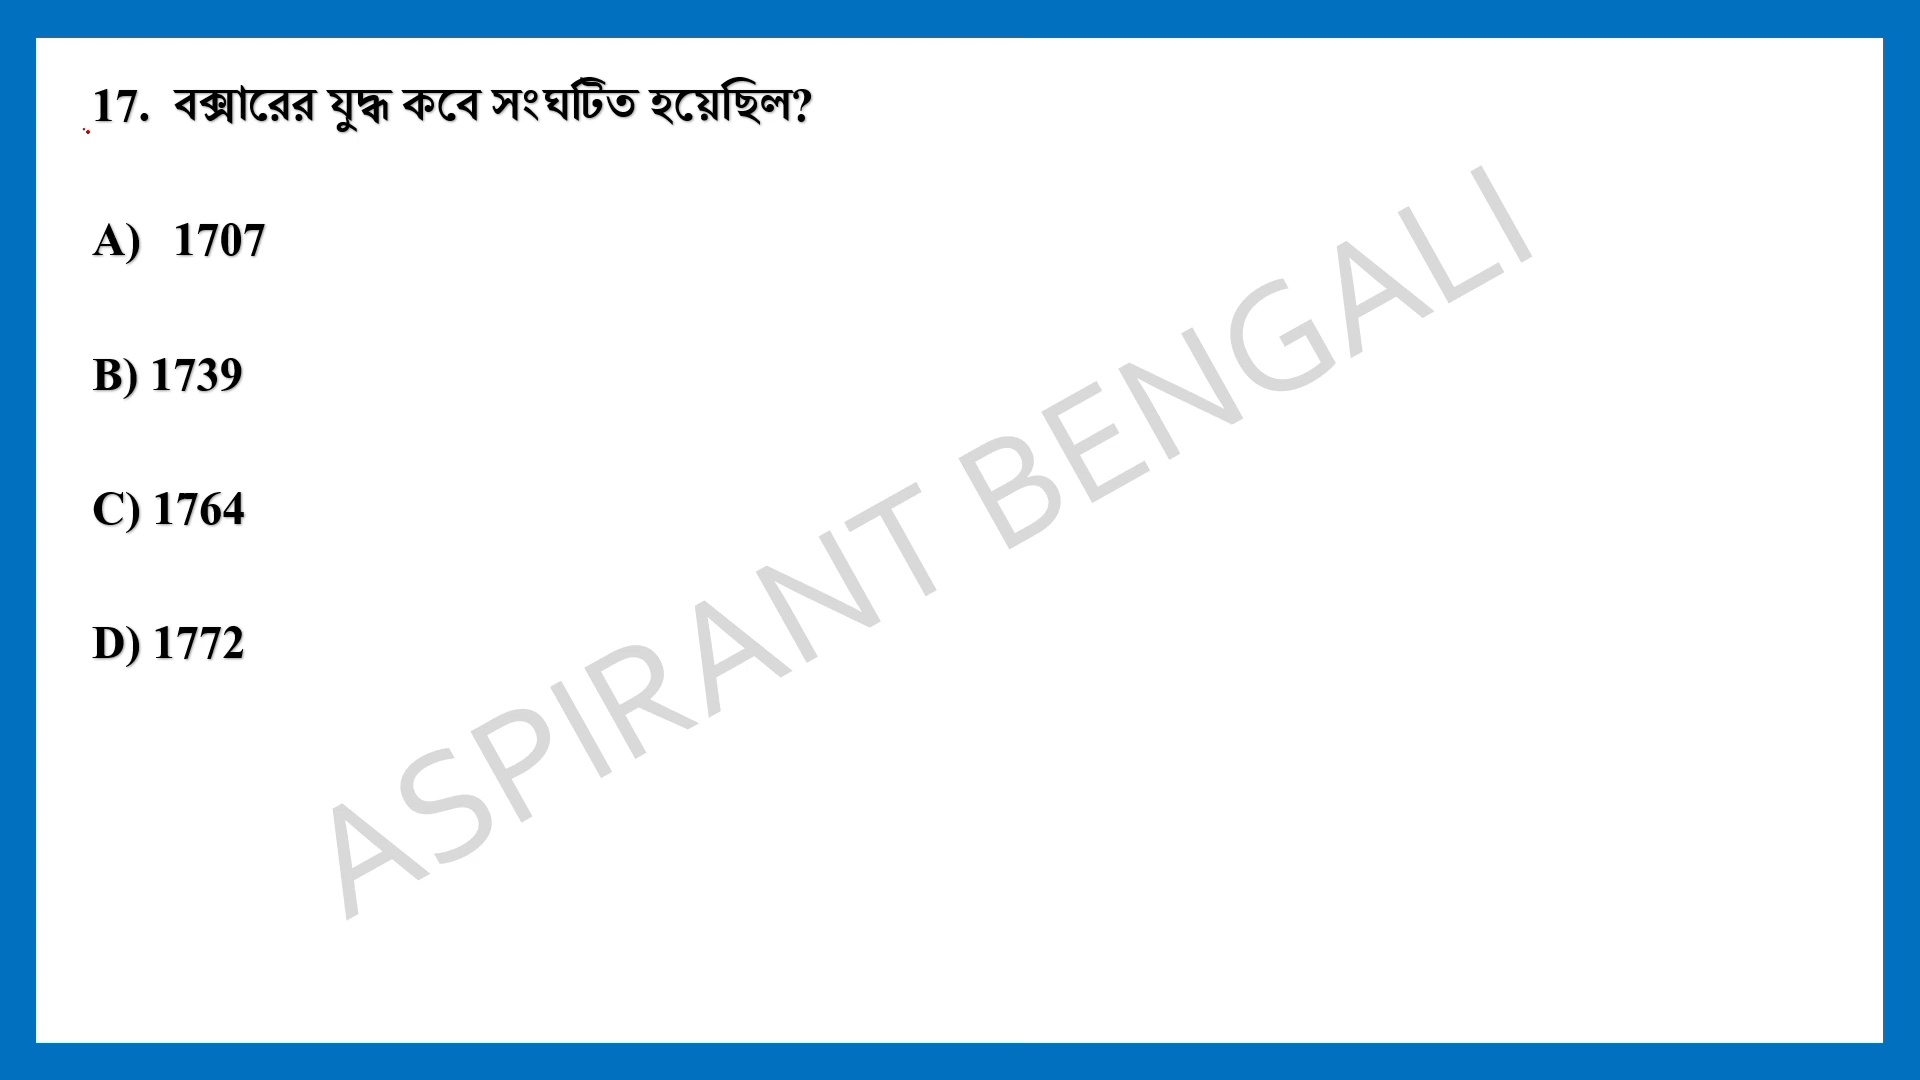 17. বক্সারের যুদ্ধ কবে সংঘটিত হয়েছিল?
A) 1707
B) 1739
C) 1764
D) 1772
ASPIRANT BENGALI